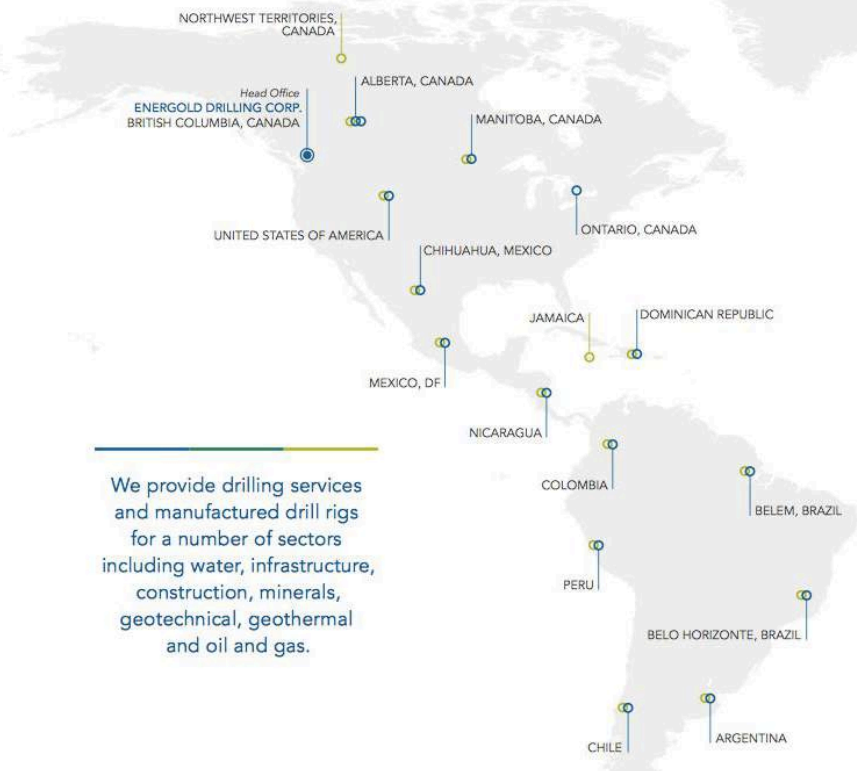 NORTHWEST TERRITORIES,
CANADA
ALBERTA, CANADA
Head Office
ENERGOLD DRILLING CORP.
BRITISH COLUMBIA, CANADA
MANITOBA, CANADA
UNITED STATES OF AMERICA
ONTARIO, CANADA
CHIHUAHUA, MEXICO
JAMAICA
DOMINICAN REPUBLIC
MEXICO, DF
NICARAGUA
COLOMBIA
BELEM, BRAZIL
We provide drilling services
and manufactured drill rigs
for a number of sectors
including water, infrastructure,
construction, minerals,
geotechnical, geothermal
and oil and gas.
PERU
BELO HORIZONTE, BRAZIL
ARGENTINA
CHILE